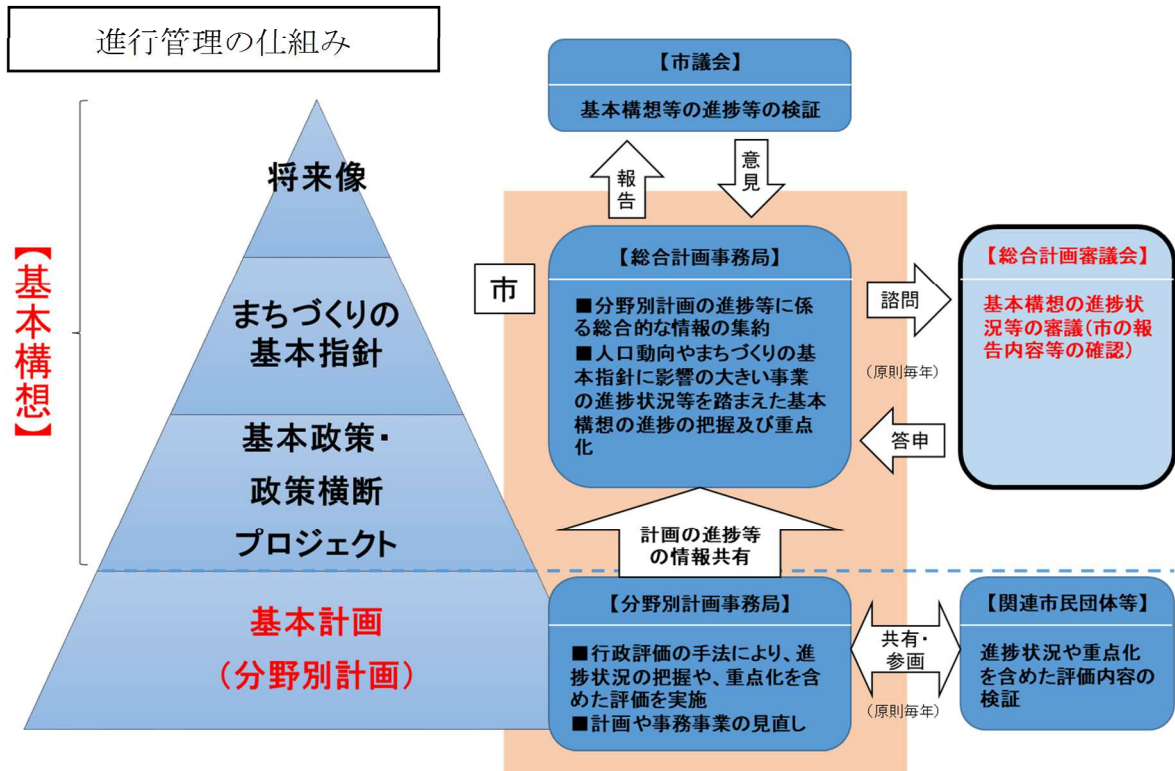 進行管理の仕組み
【基本構想】
将来像
まちづくりの
基本指針
基本政策・
政策横断
プロジェクト
基本計画
（分野別計画）
【市議会】
基本構想等の進捗等の検証
報告
意見
市
【総合計画事務局】
■分野別計画の進捗等に係
る総合的な情報の集約
■人口動向やまちづくりの基
本指針に影響の大きい事業
の進捗状況等を踏まえた基本
構想の進捗の把握及び重点
化
諮問
（原則毎年）
答申
【総合計画審議会】
基本構想の進捗状
況等の審議（市の報
告内容等の確認）
計画の進捗等
の情報共有
【分野別計画事務局】
■行政評価の手法により、進
捗状況の把握や、重点化を含
めた評価を実施
■計画や事務事業の見直し
共有・
参画
（原則毎年）
【関連市民団体等】
進捗状況や重点化
を含めた評価内容の
検証